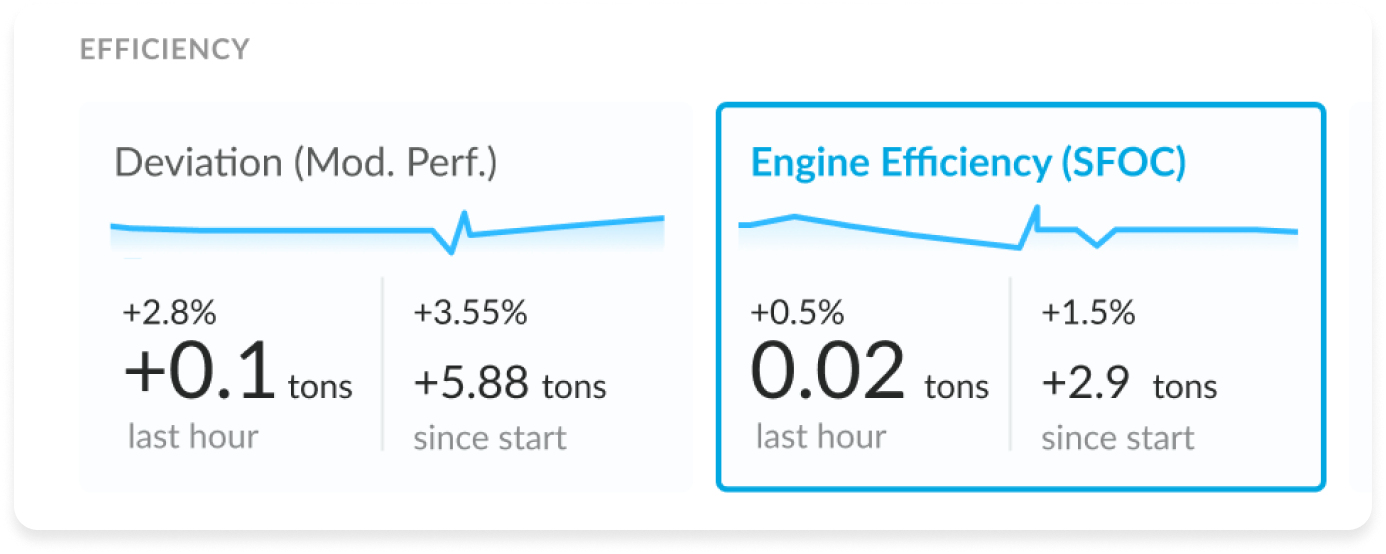 EFFICIENCY
Deviation (Mod. Perf.)
+2.8%
+0.1 tons
last hour
+3.55%
+5.88 tons
since start
Engine Efficiency (SFOC)
+0.5%
0.02 tons
last hour
+1.5%
+2.9 tons
since start